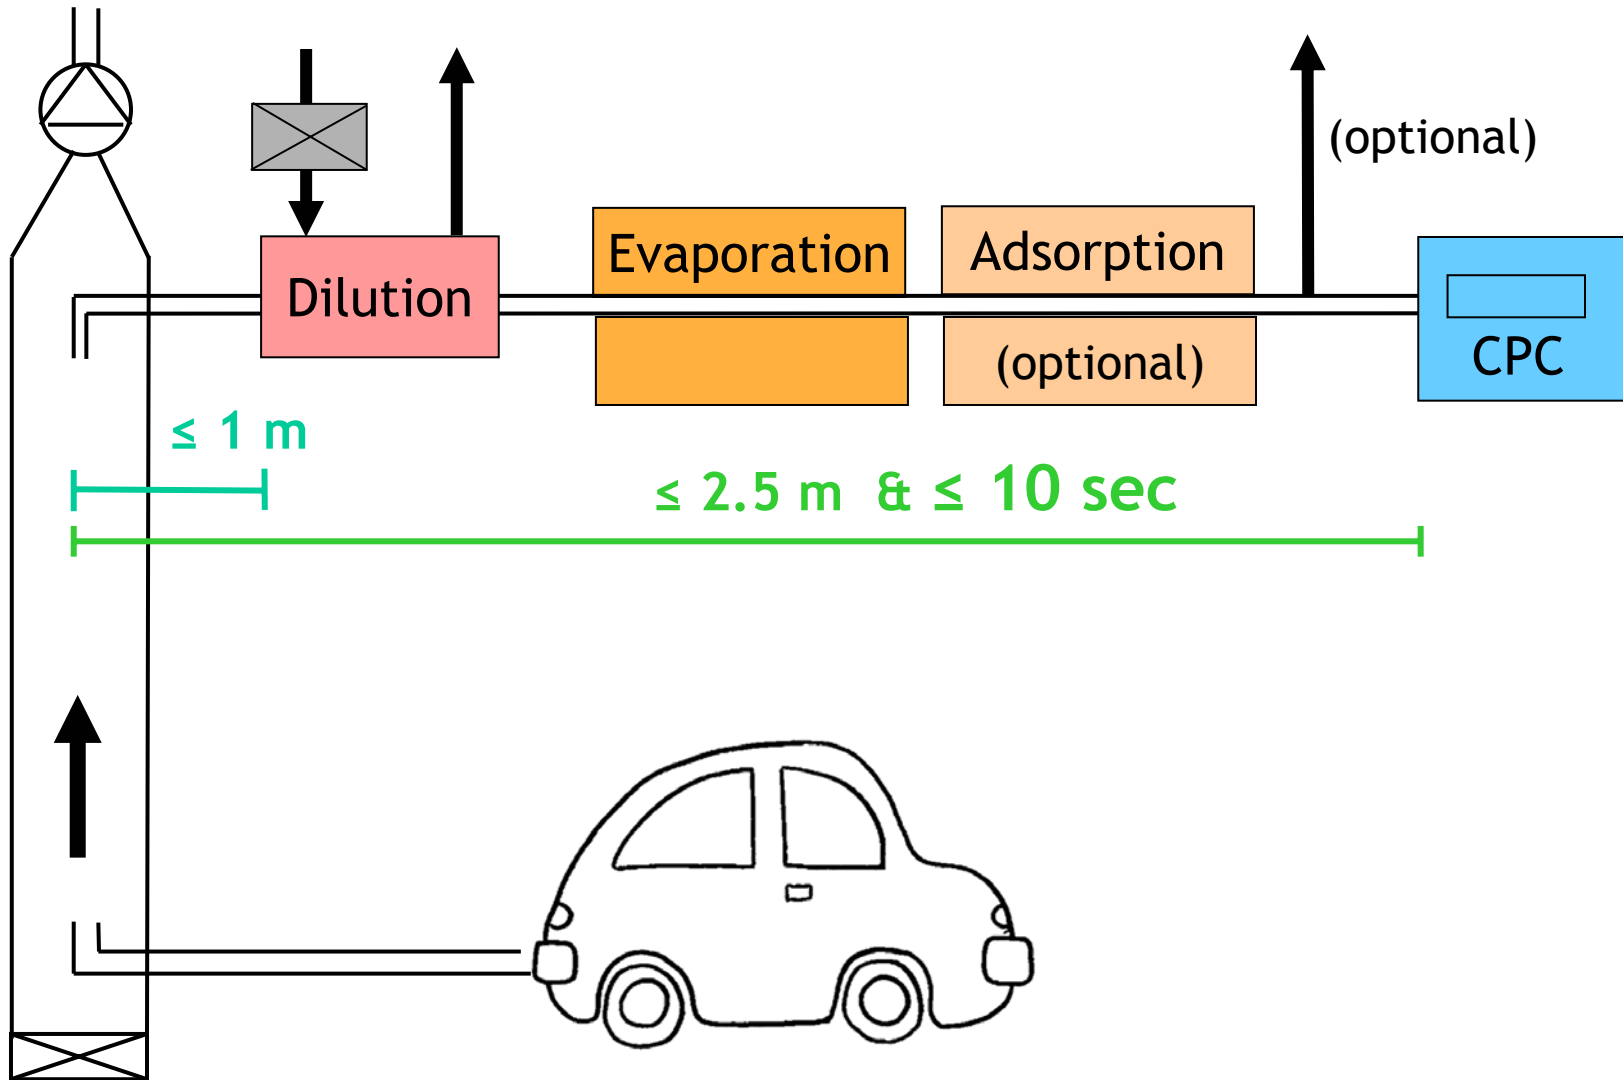 (optional)
Evaporation
Adsorption
Dilution
(optional)
CPC
≤ 1 m
≤ 2.5 m & ≤ 10 sec